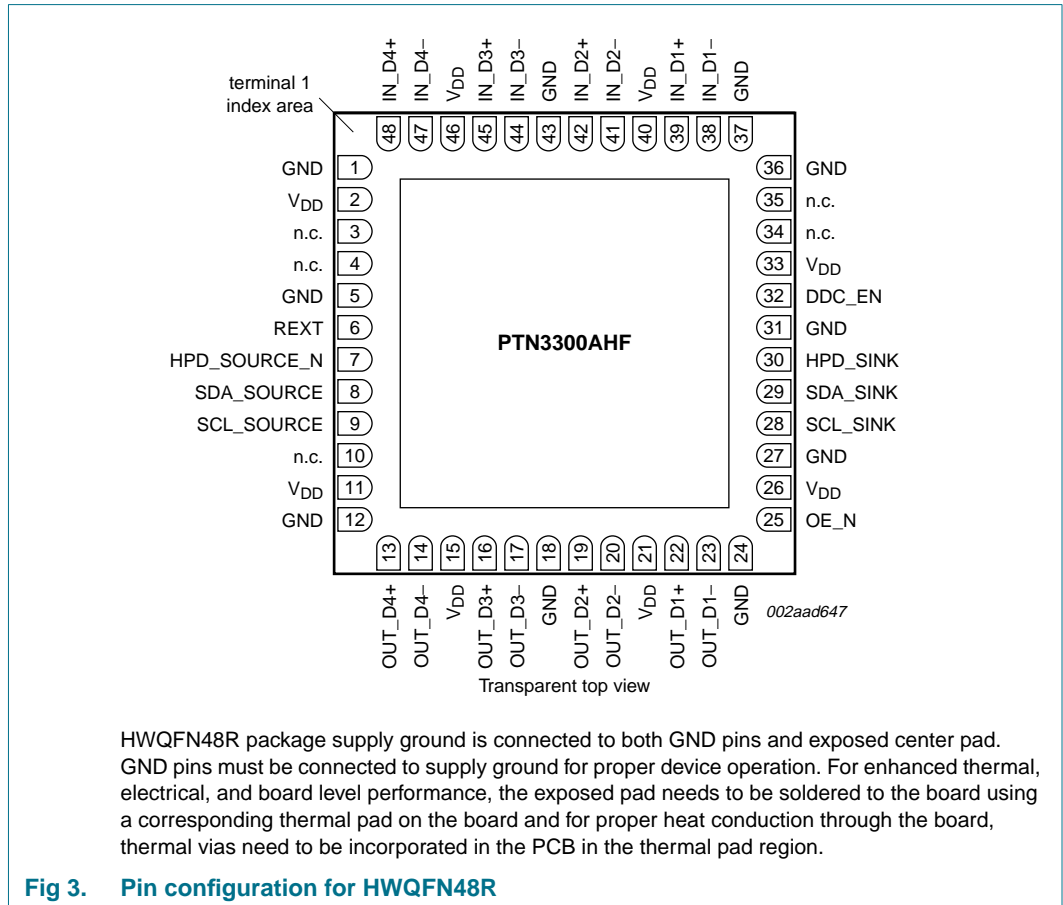 IN_D4+ IN_D4− VDD IN_D3+ IN_D3− GND IN_D2+ IN_D2− VDD IN_D1+ IN_D1− GND
terminal 1
index area
48 47 46 45 44 43 42 41 40 39 38 37
GND 1 36 GND
VDD 2 35 n.c.
n.c. 3 34 n.c.
n.c. 4 33 VDD
GND 5 32 DDC_EN
REXT 6 31 GND
PTN3300AHF
HPD_SOURCE_N 7 30 HPD_SINK
SDA_SOURCE 8 29 SDA_SINK
SCL_SOURCE 9 28 SCL_SINK
n.c. 10 27 GND
VDD 11 26 VDD
GND 12 25 OE_N
13 14 15 16 17 18 19 20 21 22 23 24
OUT_D4+ OUT_D4− VDD OUT_D3+ OUT_D3− GND OUT_D2+ OUT_D2− VDD OUT_D1+ OUT_D1− GND
002aad647
Transparent top view
HWQFN48R package supply ground is connected to both GND pins and exposed center pad.
GND pins must be connected to supply ground for proper device operation. For enhanced thermal,
electrical, and board level performance, the exposed pad needs to be soldered to the board using
a corresponding thermal pad on the board and for proper heat conduction through the board,
thermal vias need to be incorporated in the PCB in the thermal pad region.
Fig 3. Pin configuration for HWQFN48R